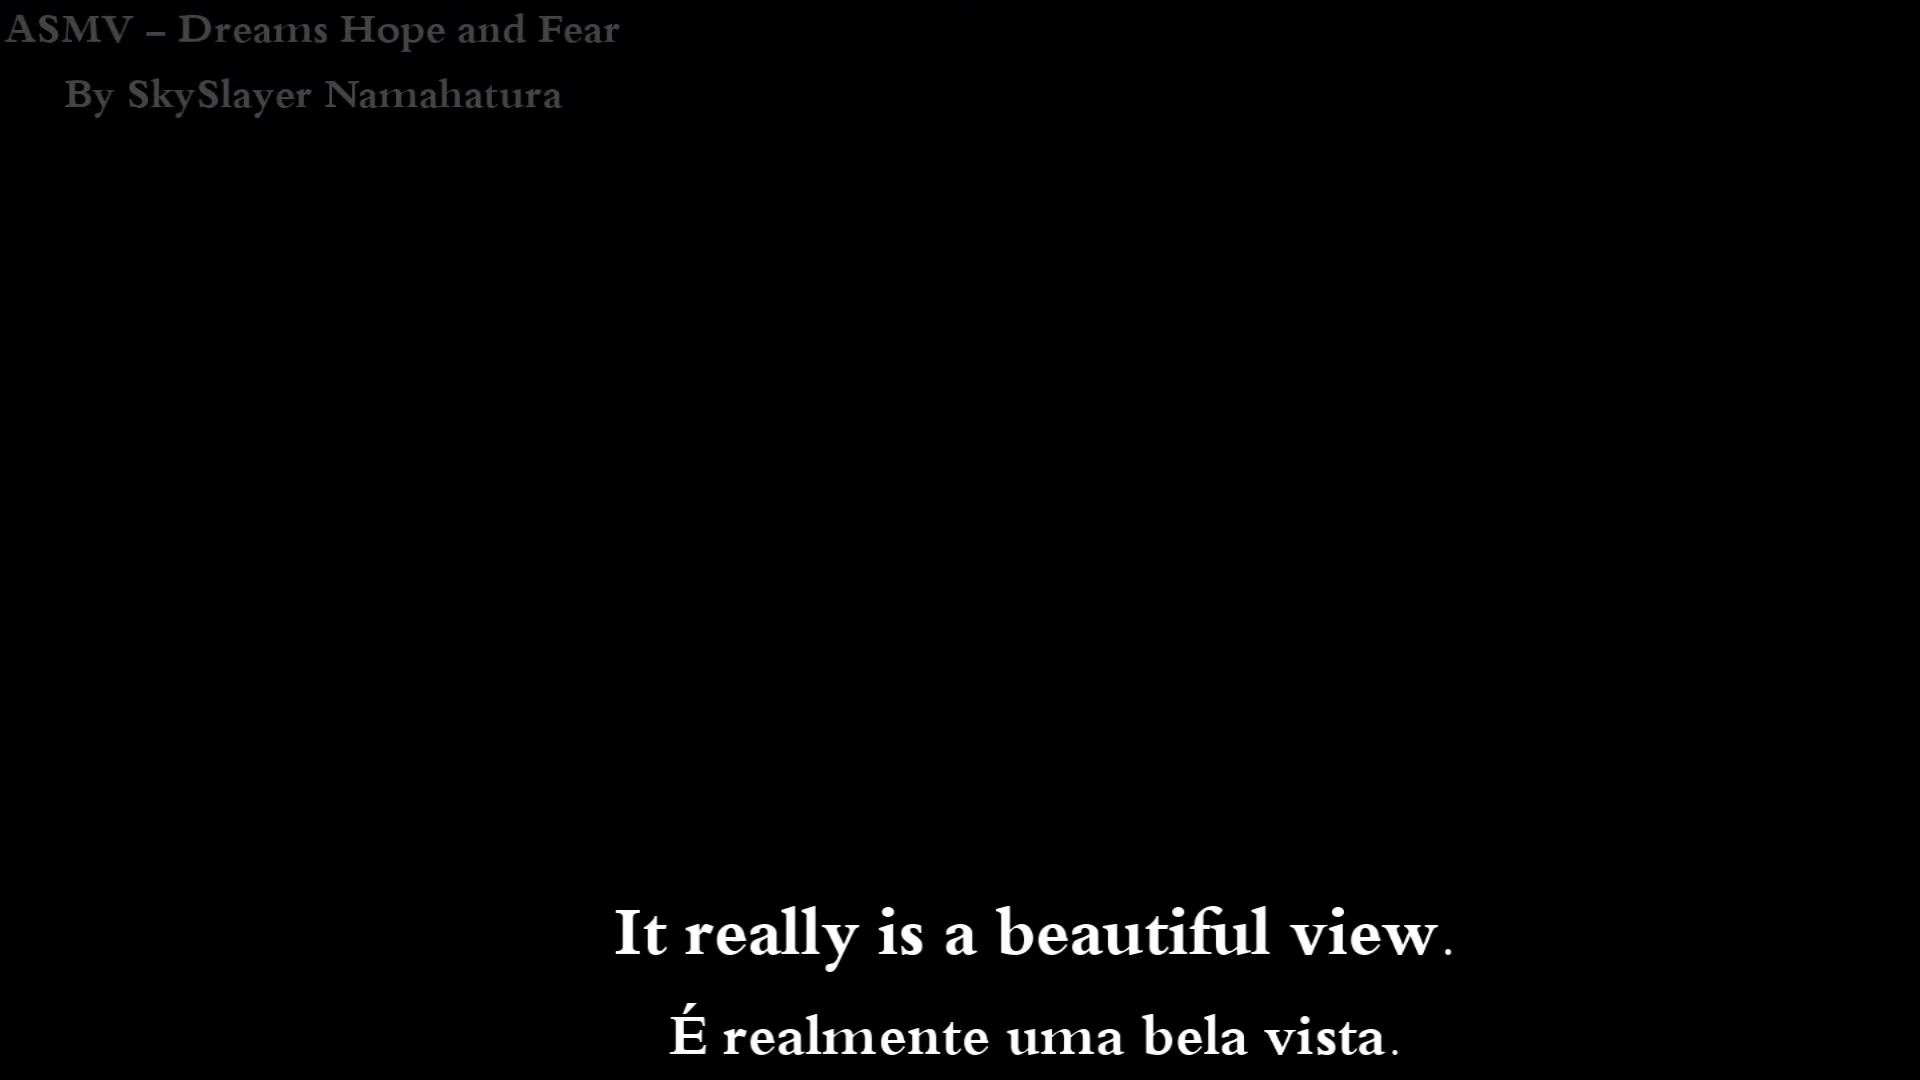 ASMV – Dreams Hope and Fear
By SkySlayer Namahatura
It really is a beautiful view.
É realmente uma bela vista.